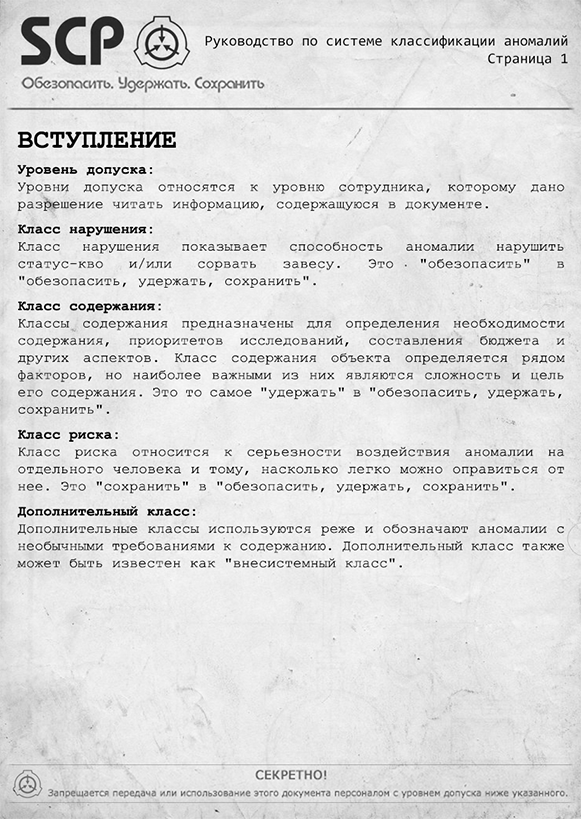 SCP
Руководство по системе классификации аномалий
Страница 1
Обезопасить. Удержать. Сохранить
ВСТУПЛЕНИЕ
Уровень допуска:
Уровни допуска относятся к уровню сотрудника, которому дано
разрешение читать информацию, содержащуюся в документе.
Класс нарушения:
Класс нарушения показывает способность аномалии нарушить
статус-кво и/или сорвать завесу. Это "обезопасить" в
"обезопасить, удержать, сохранить".
Класс содержания:
Классы содержания предназначены для определения необходимости
содержания, приоритетов исследований, составления бюджета и
других аспектов. Класс содержания объекта определяется рядом
факторов, но наиболее важными из них являются сложность и цель
его содержания. Это то самое "удержать" в "обезопасить, удержать,
сохранить".
Класс риска:
Класс риска относится к серьезности воздействия аномалии на
отдельного человека и тому, насколько легко можно оправиться от
нее. Это "сохранить" в "обезопасить, удержать, сохранить".
Дополнительный класс:
Дополнительные классы используются реже и обозначают аномалии с
необычными требованиями к содержанию. Дополнительный класс также
может быть известен как "внесистемный класс".
СЕКРЕТНО!
Запрещается передача или использование этого документа персоналом с уровнем допуска ниже указанного.